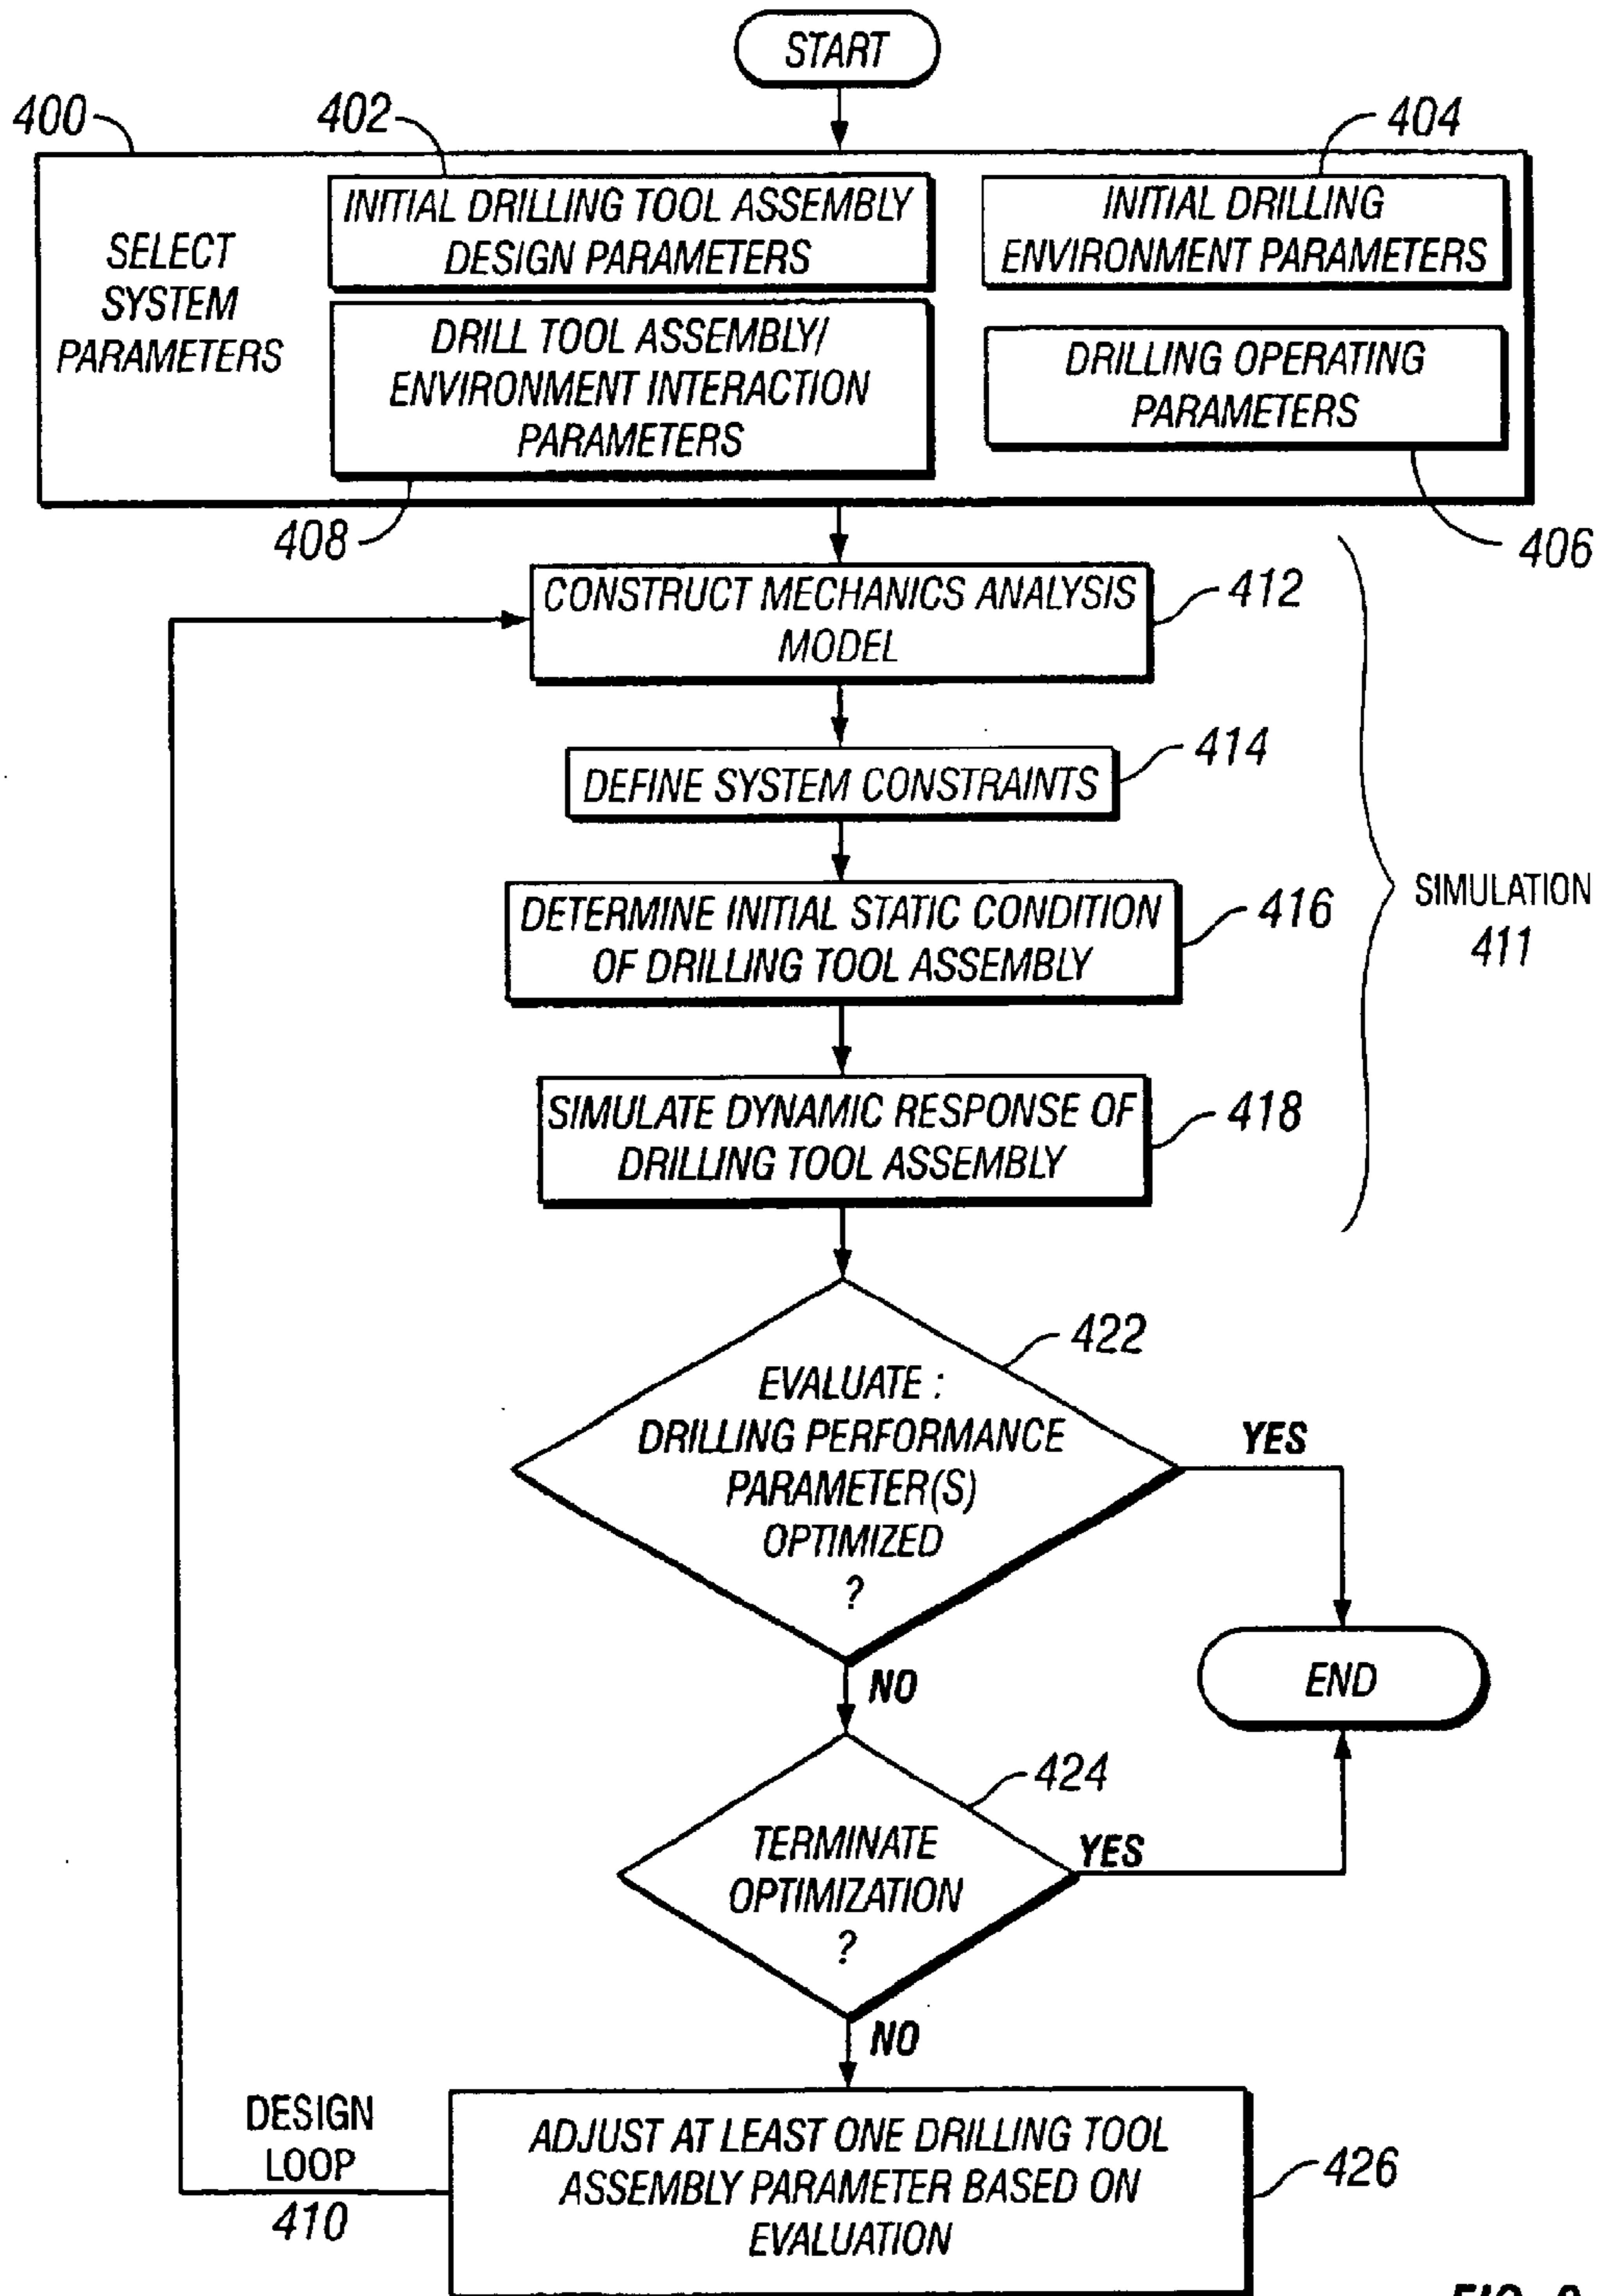 START
400
402
404
SELECT
SYSTEM
PARAMETERS
INITIAL DRILLING TOOL ASSEMBLY
DESIGN PARAMETERS
INITIAL DRILLING
ENVIRONMENT PARAMETERS
DRILL TOOL ASSEMBLY/
ENVIRONMENT INTERACTION
PARAMETERS
DRILLING OPERATING
PARAMETERS
408
406
CONSTRUCT MECHANICS ANALYSIS
MODEL
412
DEFINE SYSTEM CONSTRAINTS
414
DETERMINE INITIAL STATIC CONDITION
OF DRILLING TOOL ASSEMBLY
416
SIMULATION
411
SIMULATE DYNAMIC RESPONSE OF
DRILLING TOOL ASSEMBLY
418
422
EVALUATE :
DRILLING PERFORMANCE
PARAMETER(S)
OPTIMIZED
?
YES
NO
END
424
TERMINATE
OPTIMIZATION
?
YES
NO
DESIGN
LOOP
410
ADJUST AT LEAST ONE DRILLING TOOL
ASSEMBLY PARAMETER BASED ON
EVALUATION
426